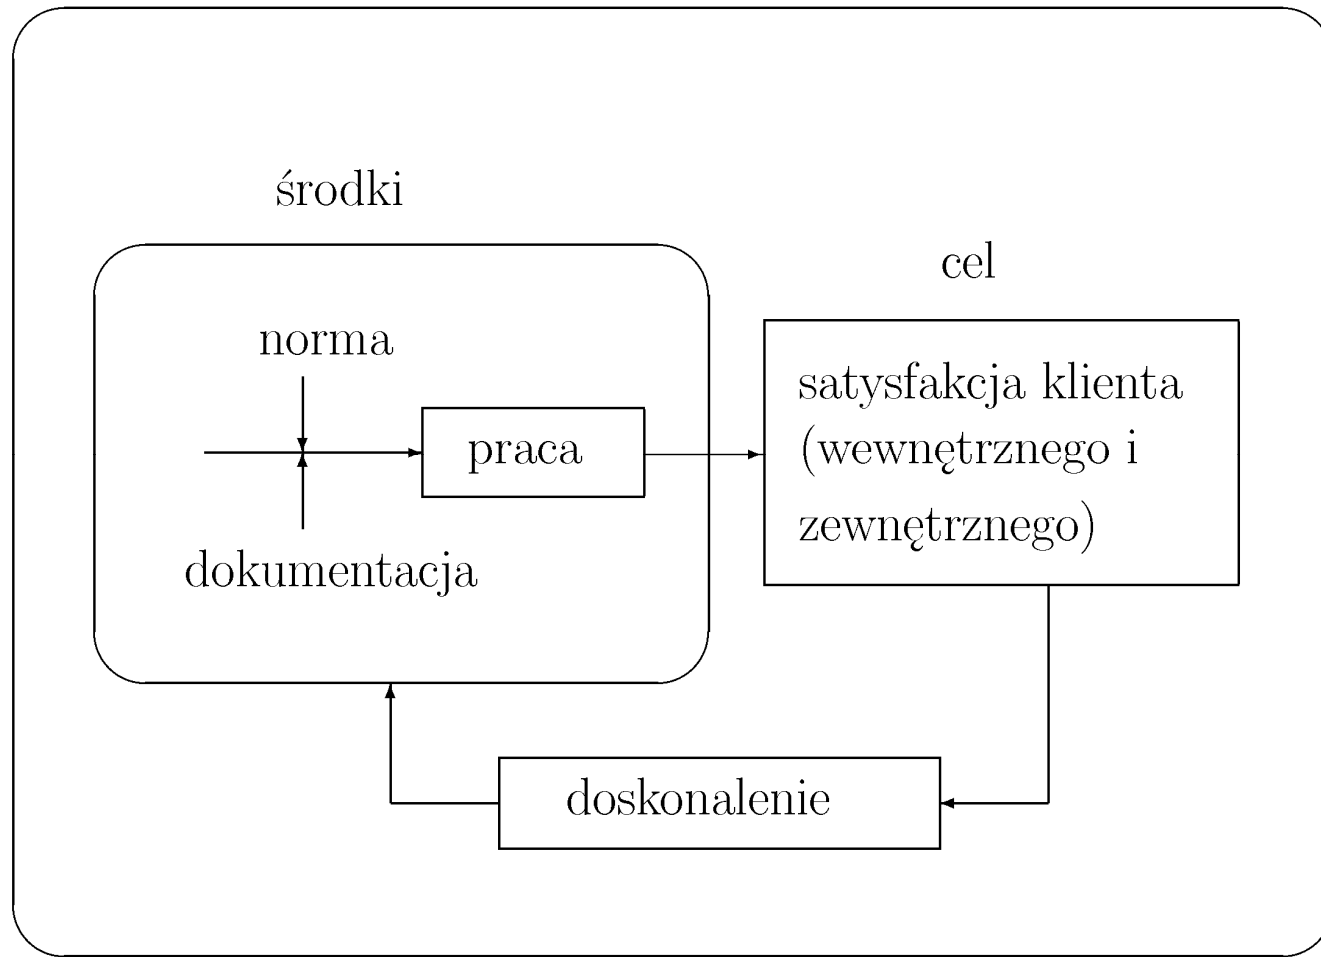 środki
cel
norma
satysfakcja klienta
(wewnętrznego i
zewnętrznego)
praca
dokumentacja
doskonalenie